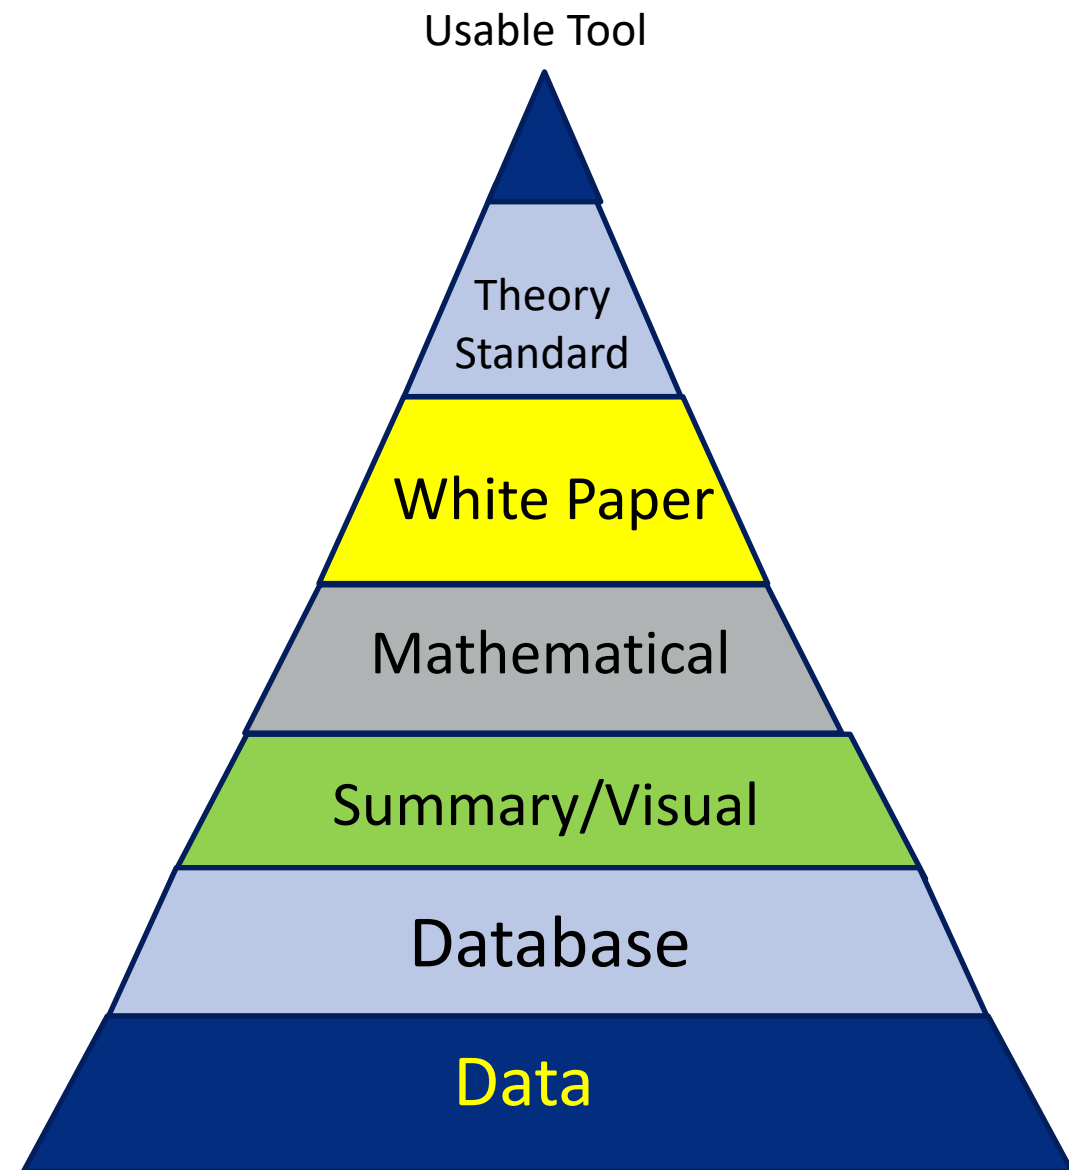 Usable Tool
Theory
Standard
White Paper
Mathematical
Summary/Visual
Database
Data